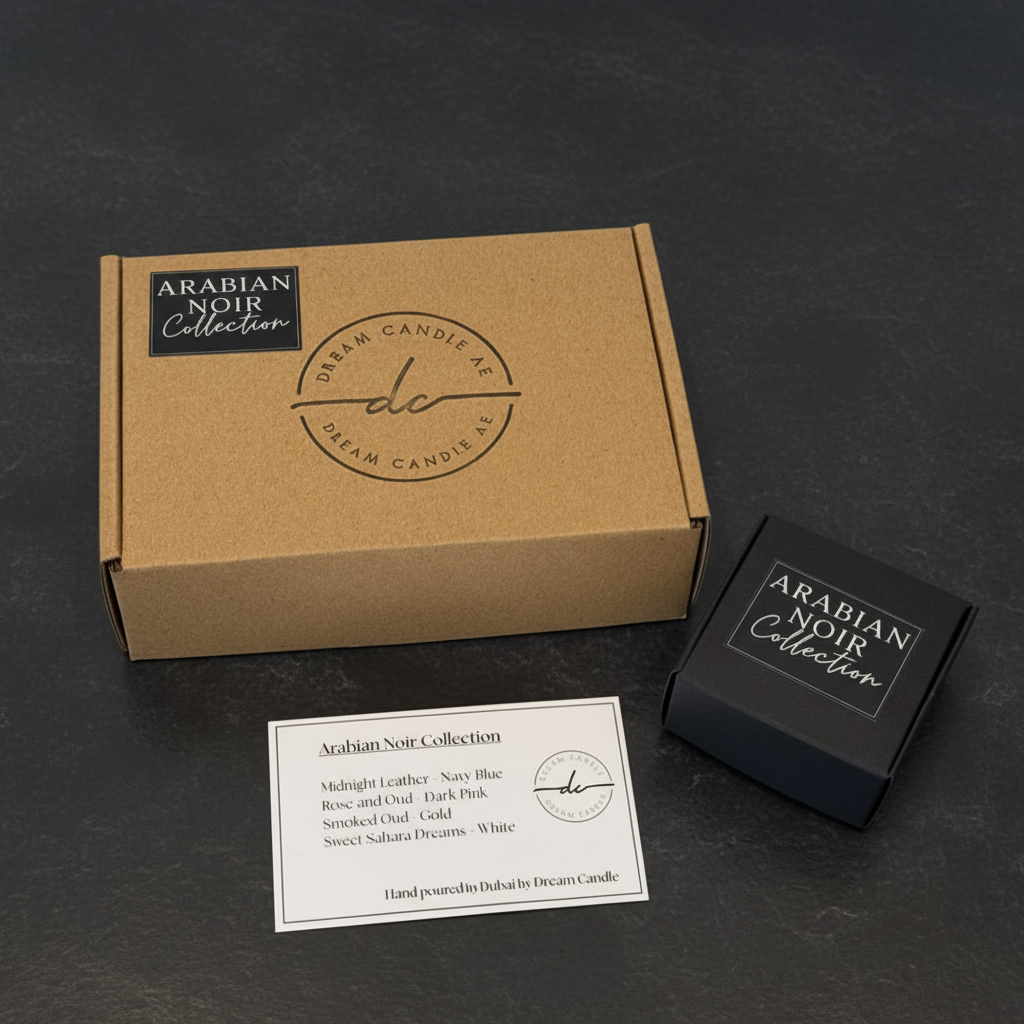 ARABIAN
NOIR
Collection
DREAM CANDLE AE
dc
DREAM CANDLE AE
ARABIAN
NOIR
Collection
Arabian Noir Collection
Midnight Leather - Navy Blue
Rose and Oud - Dark Pink
Smoked Oud - Gold
Sweet Sahara Dreams - White
dc
Hand poured in Dubai by Dream Candle